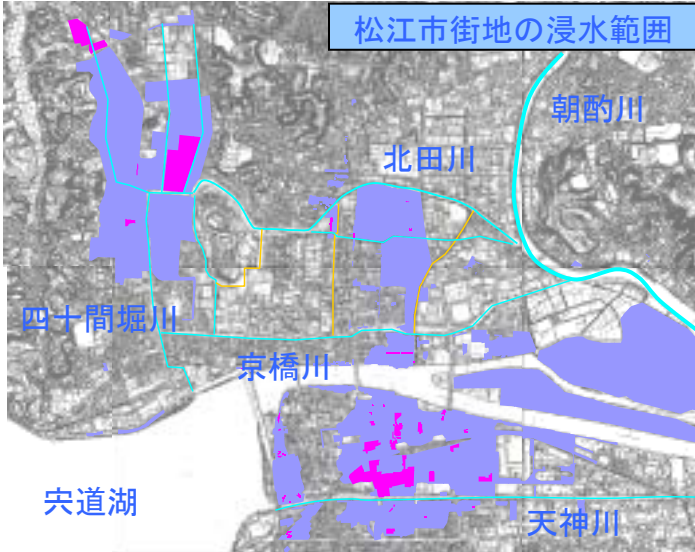 松江市街地の浸水範囲
朝酌川
北田川
四十間堀川
京橋川
宍道湖
天神川